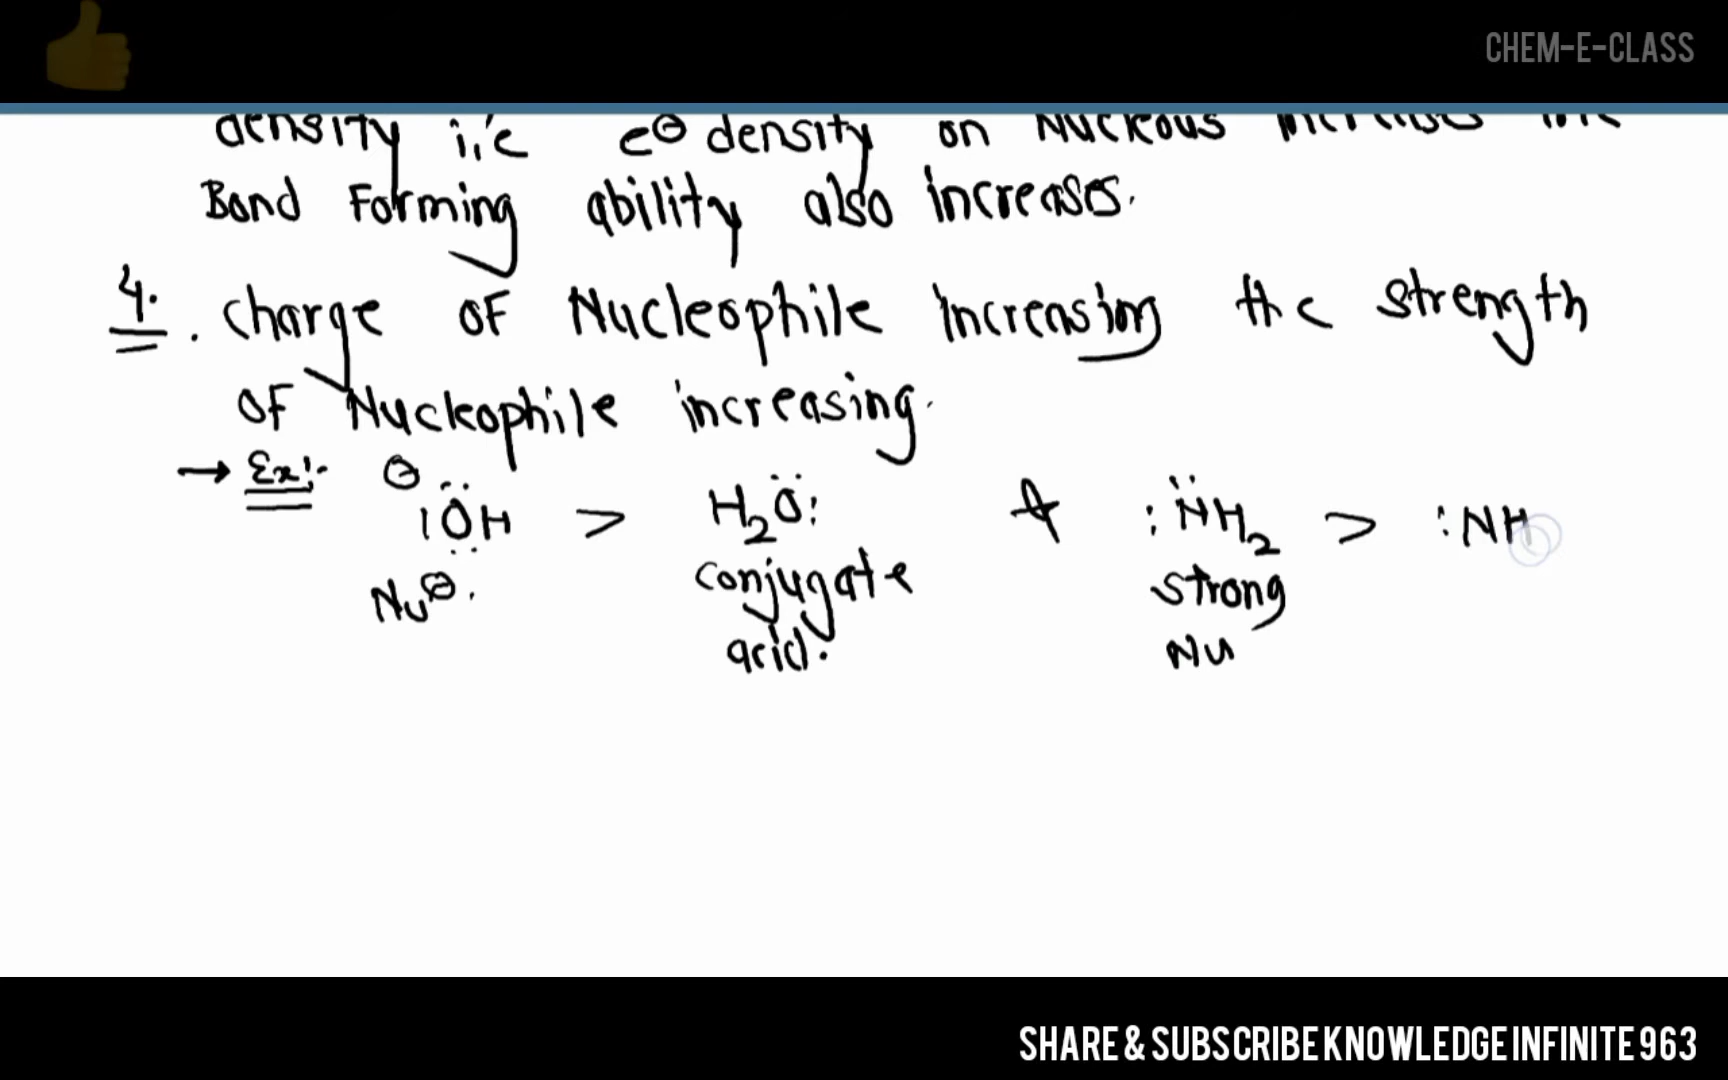 CHEM-E-CLASS
density i,e e⊖ density on
Bond Forming ability also increases.
4. charge OF Nucleophile increasing the strength
OF Nucleophile increasing.
→ Ex:- ⊖ :ÖH > H2Ö: & :N̈H2 > :NH
Nu⊖. conjugate strong
acid. Nu
SHARE & SUBSCRIBE KNOWLEDGE INFINITE 963